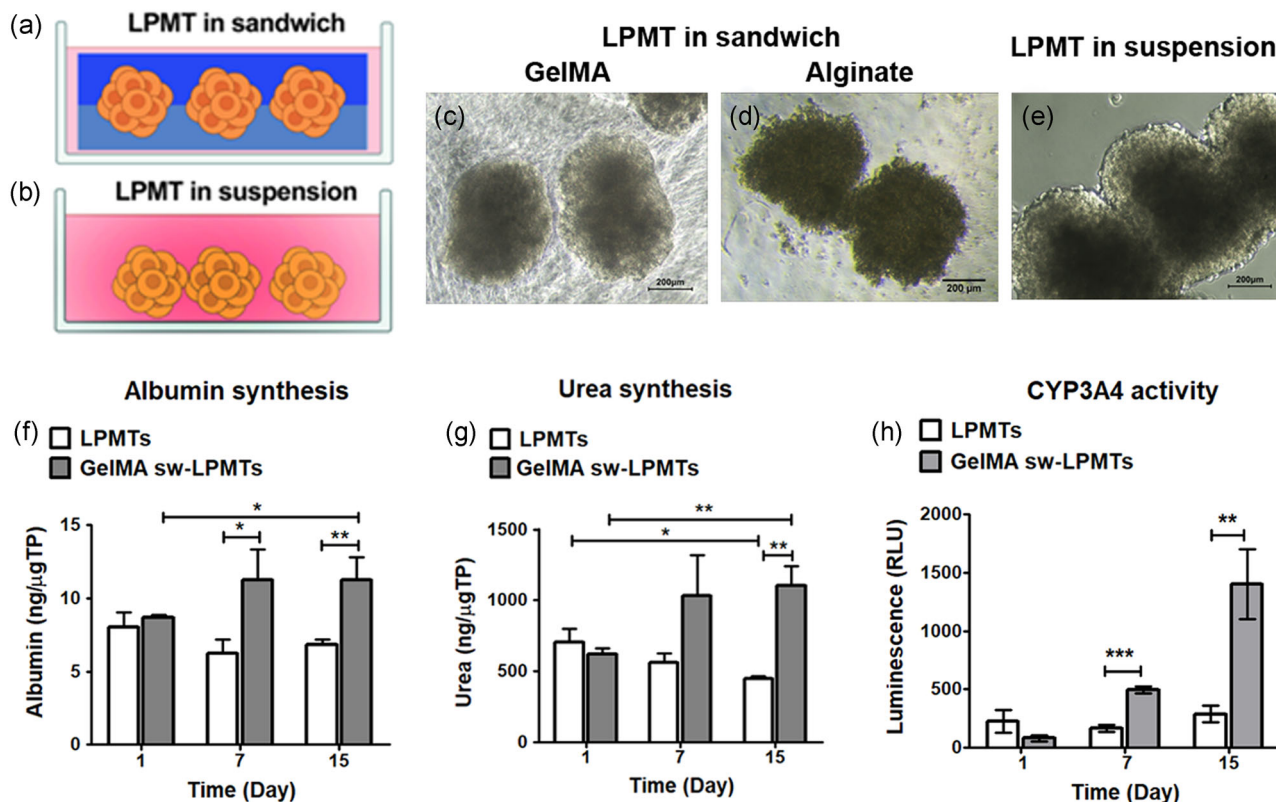 (a)
LPMT in sandwich
(b)
LPMT in suspension
LPMT in sandwich
GelMA
Alginate
LPMT in suspension
(c)
200µm
(d)
200 µm
(e)
200µm
Albumin synthesis
(f)
LPMTs
GelMA sw-LPMTs
*
*
**
15
10
5
0
Albumin (ng/µgTP)
1
7
15
Time (Day)
Urea synthesis
(g)
LPMTs
GelMA sw-LPMTs
**
*
**
1500
1000
500
0
Urea (ng/µgTP)
1
7
15
Time (Day)
CYP3A4 activity
(h)
LPMTs
GelMA sw-LPMTs
**
***
2000
1500
1000
500
0
Luminescence (RLU)
1
7
15
Time (Day)